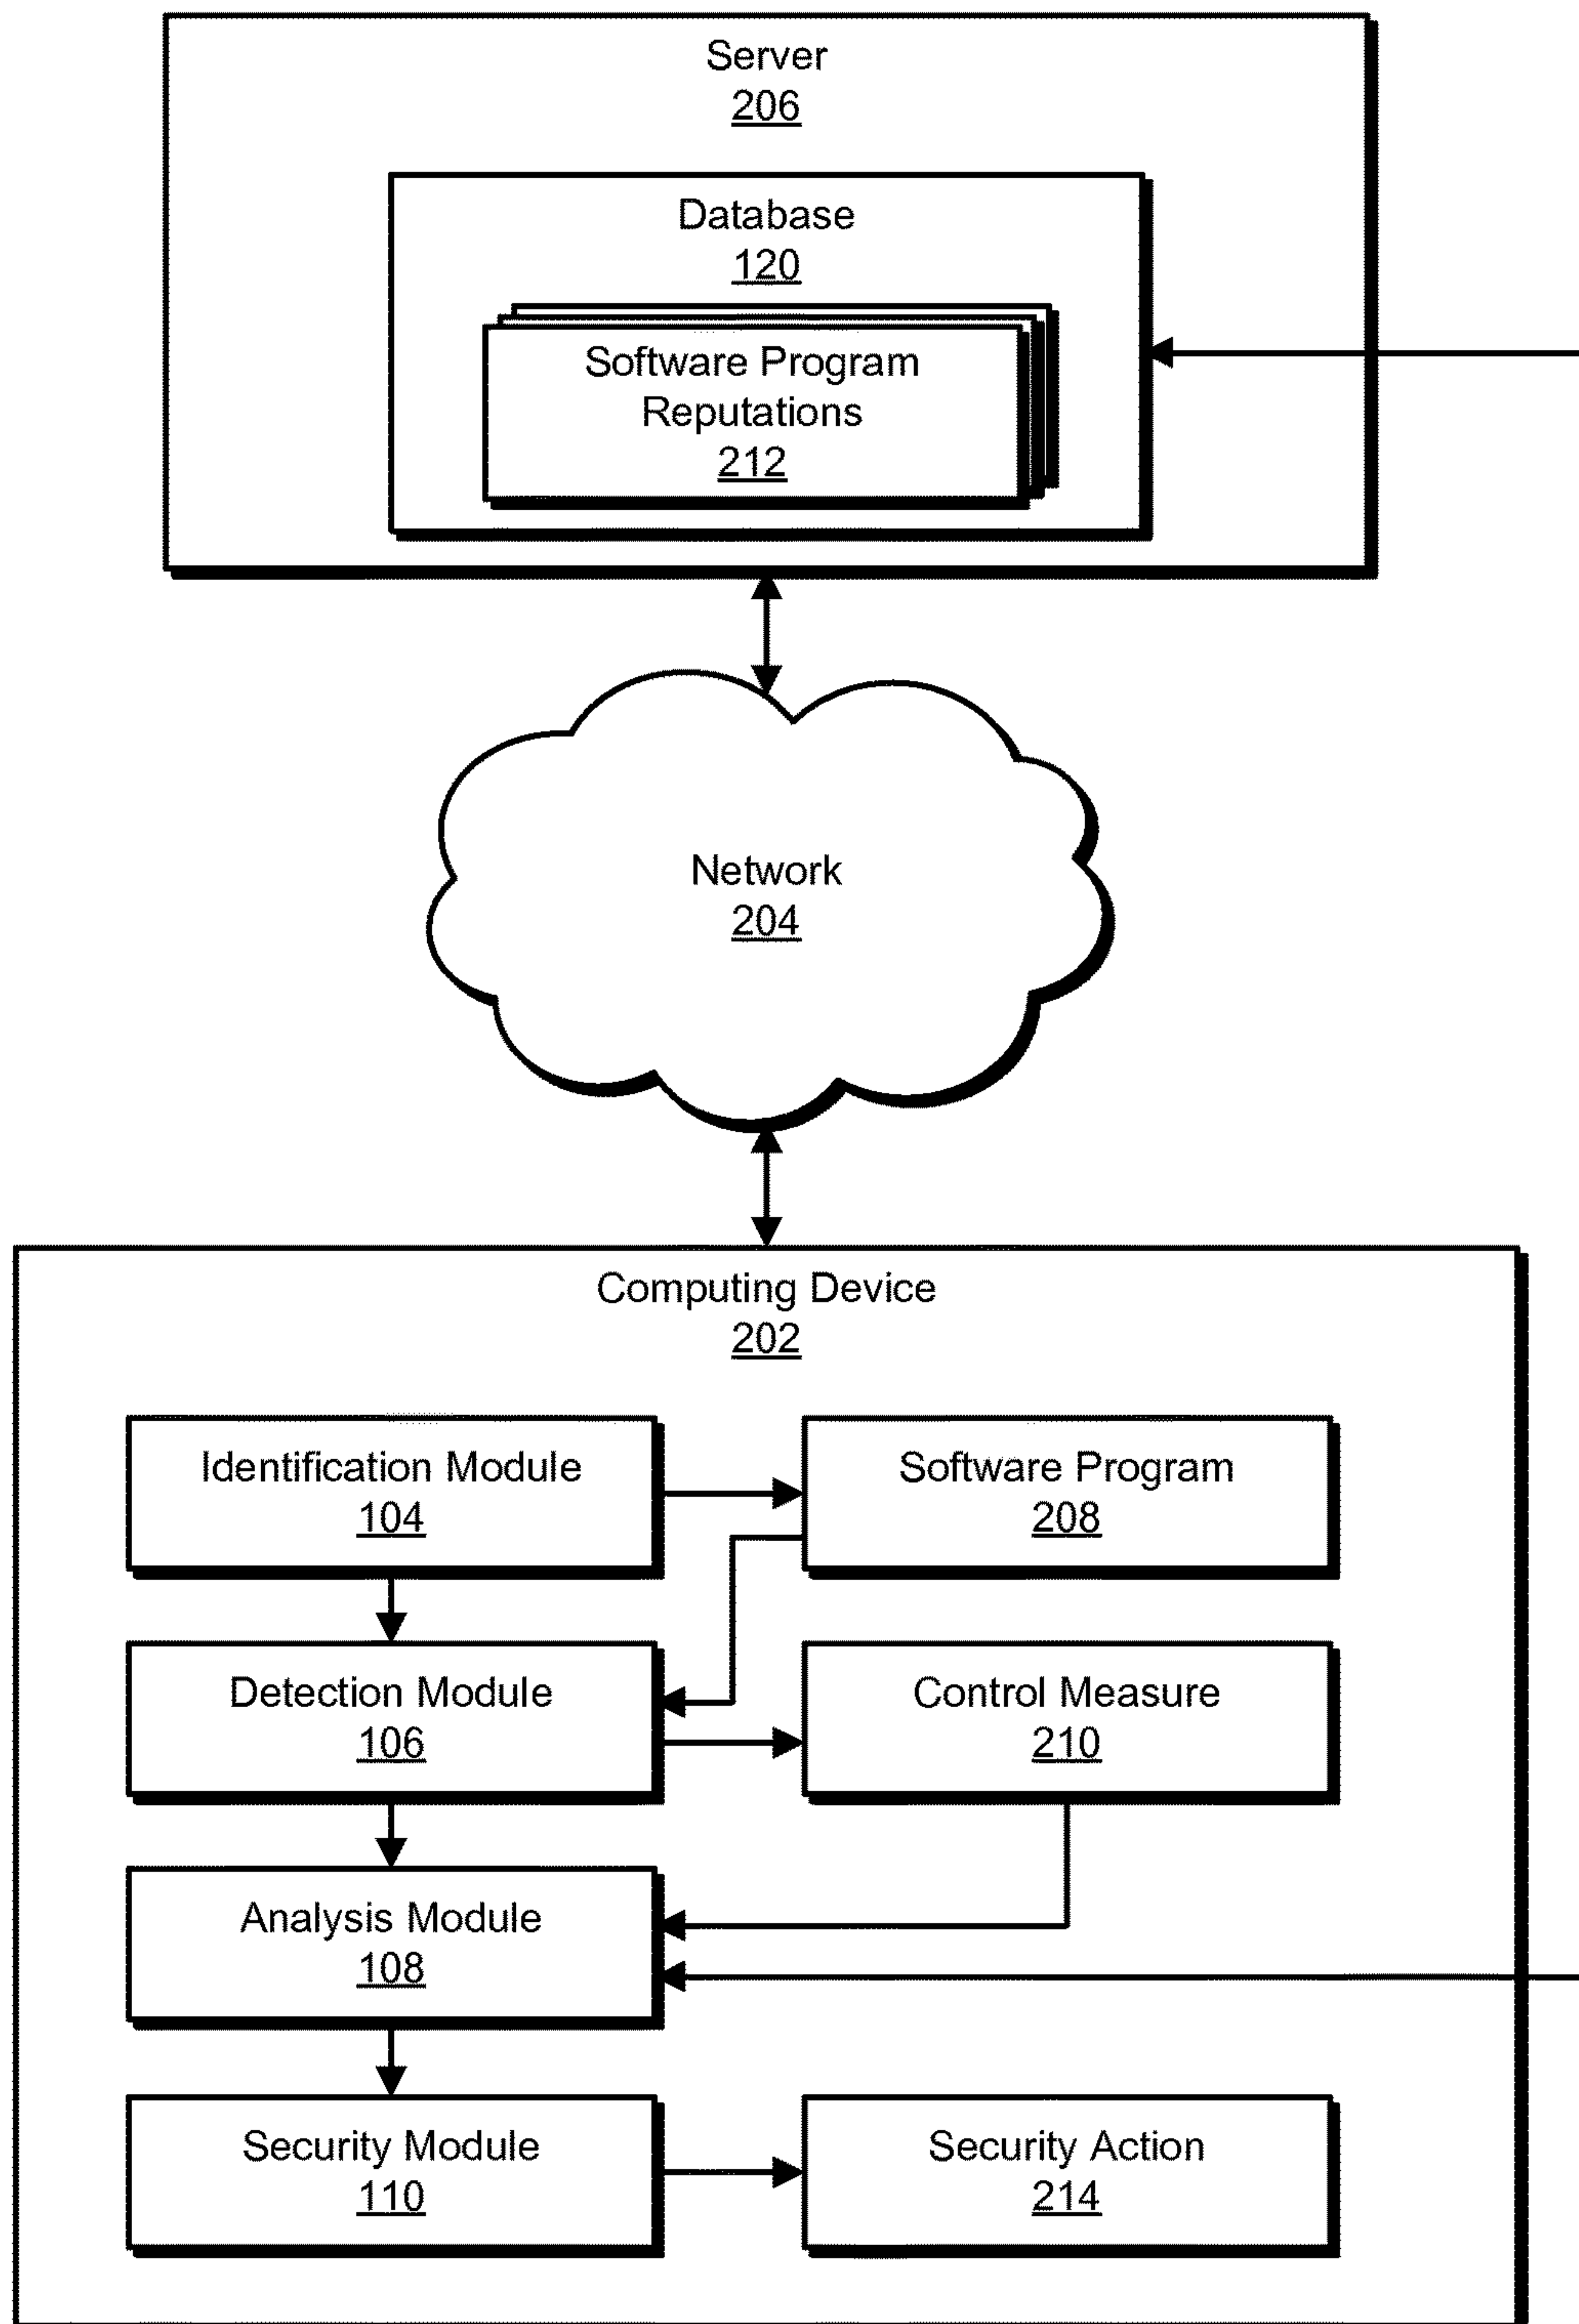 Server
206
Database
120
Software Program
Reputations
212
Network
204
Computing Device
202
Identification Module
104
Software Program
208
Detection Module
106
Control Measure
210
Analysis Module
108
Security Module
110
Security Action
214